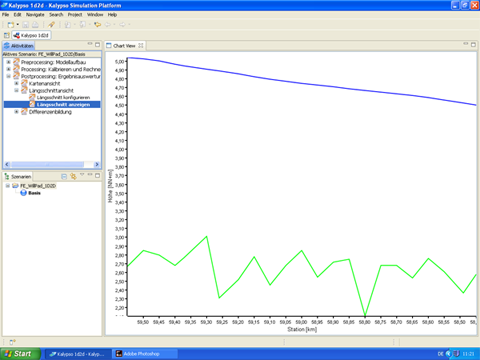 Kalypso 1d2d - Kalypso Simulation Platform
File Edit Navigate Search Project Window Help
Kalypso 1d2d
Aktivitäten
Aktives Szenario: FE_WillPad_1D2D/Basis
Preprocessing: Modellaufbau
Processing: Kalibrieren und Rechne
Postprocessing: Ergebnisauswertu
Kartenansicht
Längsschnittansicht
Längsschnitt konfigurieren
Längsschnitt anzeigen
Differenzenbildung
Szenarien
FE_WillPad_1D2D
Basis
Chart View
Höhe [NN+m]
5,00
4,90
4,80
4,70
4,60
4,50
4,40
4,30
4,20
4,10
4,00
3,90
3,80
3,70
3,60
3,50
3,40
3,30
3,20
3,10
3,00
2,90
2,80
2,70
2,60
2,50
2,40
2,30
2,20
59,50 59,45 59,40 59,35 59,30 59,25 59,20 59,15 59,10 59,05 59,00 58,95 58,90 58,85 58,80 58,75 58,70 58,65 58,60 58,55 58,50
Station [km]
Start
Kalypso 1d2d - Kalyps...
Adobe Photoshop
DE
11:23